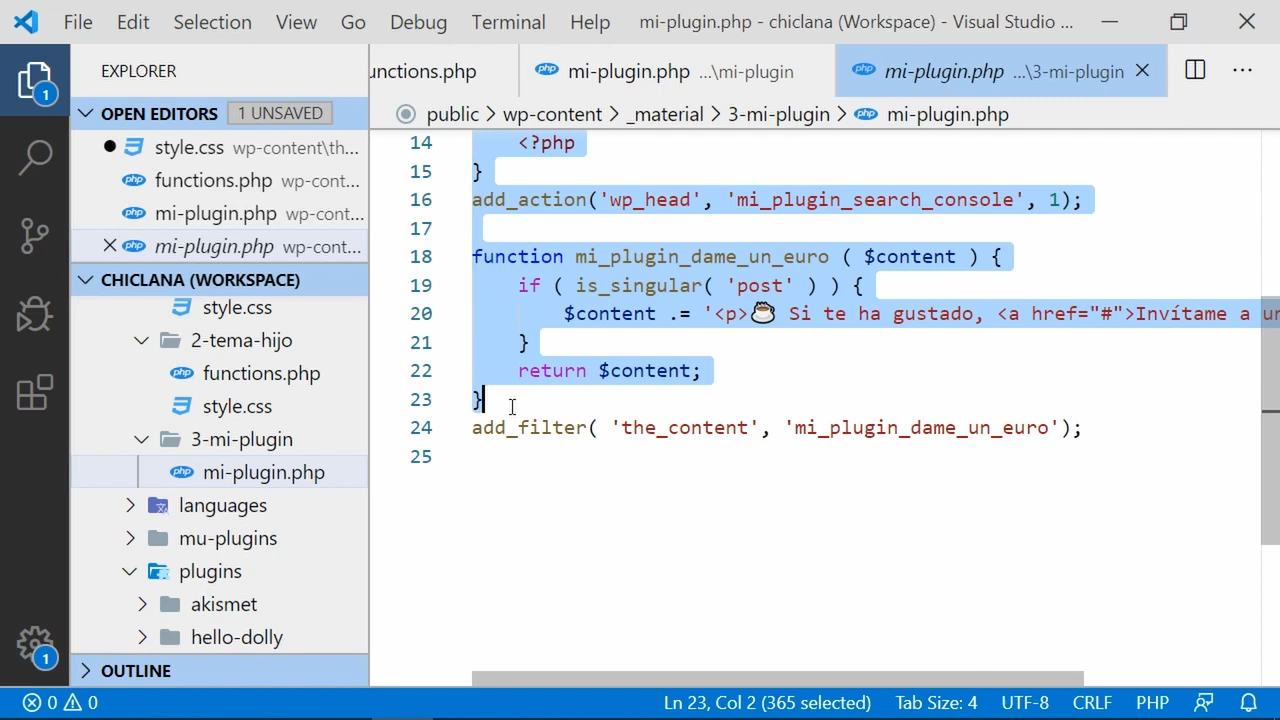 File Edit Selection View Go Debug Terminal Help mi-plugin.php - chiclana (Workspace) - Visual Studio ...
EXPLORER
1
OPEN EDITORS 1 UNSAVED
style.css wp-content\th...
functions.php wp-cont...
mi-plugin.php wp-cont...
mi-plugin.php wp-cont...
CHICLANA (WORKSPACE)
style.css
2-tema-hijo
functions.php
style.css
3-mi-plugin
mi-plugin.php
languages
mu-plugins
plugins
akismet
hello-dolly
1
OUTLINE
unctions.php mi-plugin.php ...\mi-plugin mi-plugin.php ...\3-mi-plugin
public > wp-content > _material > 3-mi-plugin > mi-plugin.php
14 <?php
15 }
16 add_action('wp_head', 'mi_plugin_search_console', 1);
17
18 function mi_plugin_dame_un_euro ( $content ) {
19 if ( is_singular( 'post' ) ) {
20 $content .= '<p>☕ Si te ha gustado, <a href="#">Invítame a un
21 }
22 return $content;
23 }
24 add_filter( 'the_content', 'mi_plugin_dame_un_euro');
25
0 0 Ln 23, Col 2 (365 selected) Tab Size: 4 UTF-8 CRLF PHP